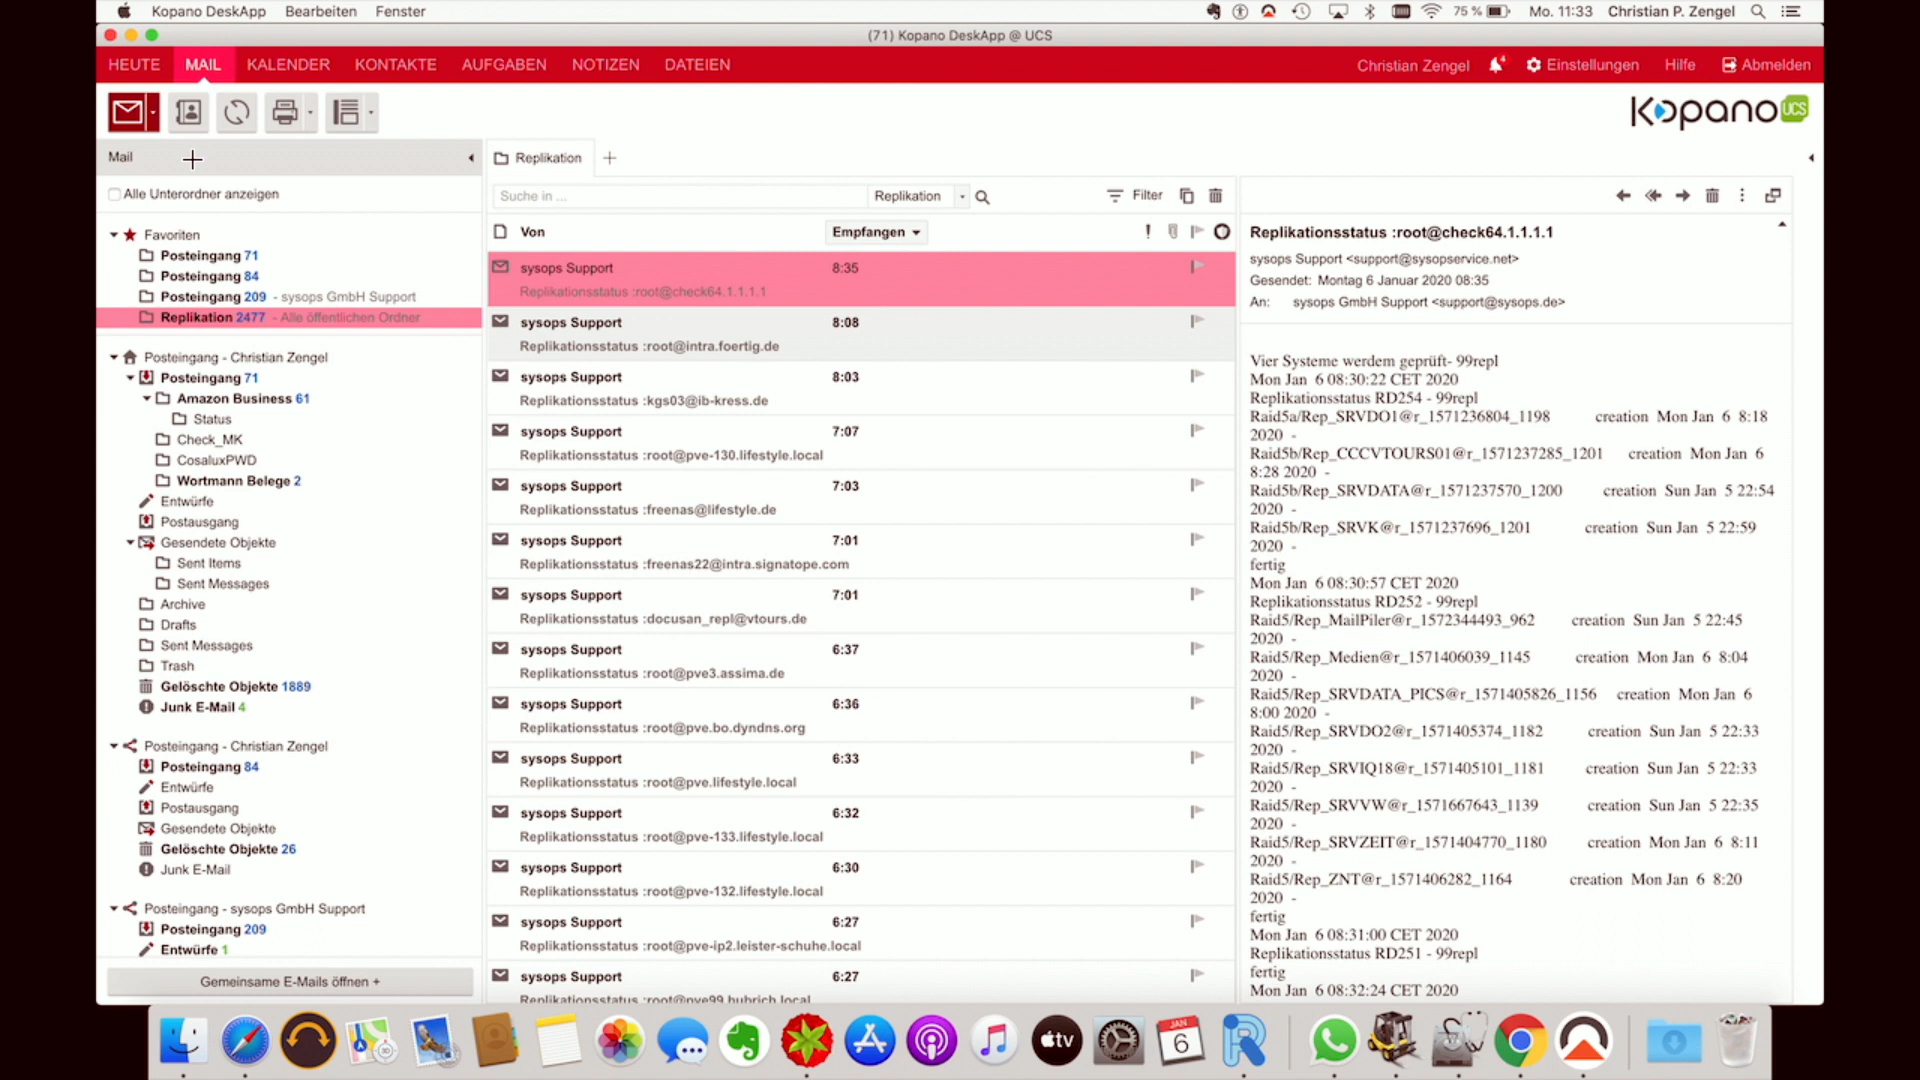 Kopano DeskApp Bearbeiten Fenster
75 % Mo. 11:33 Christian P. Zengel
(71) Kopano DeskApp @ UCS
HEUTE MAIL KALENDER KONTAKTE AUFGABEN NOTIZEN DATEIEN
Christian Zengel 4 Einstellungen Hilfe Abmelden
Kopano UCS
Mail
Replikation
Alle Unterordner anzeigen
Suche in ... Replikation Filter
Von Empfangen
Favoriten
Posteingang 71
Posteingang 84
Posteingang 209 - sysops GmbH Support
Replikation 2477 - Alle öffentlichen Ordner
Posteingang - Christian Zengel
Posteingang 71
Amazon Business 61
Status
Check_MK
CosaluxPWD
Wortmann Belege 2
Entwürfe
Postausgang
Gesendete Objekte
Sent Items
Sent Messages
Archive
Drafts
Sent Messages
Trash
Gelöschte Objekte 1889
Junk E-Mail 4
Posteingang - Christian Zengel
Posteingang 84
Entwürfe
Postausgang
Gesendete Objekte
Gelöschte Objekte 26
Junk E-Mail
Posteingang - sysops GmbH Support
Posteingang 209
Entwürfe 1
Gemeinsame E-Mails öffnen +
sysops Support 8:35
Replikationsstatus :root@check64.1.1.1.1
sysops Support 8:08
Replikationsstatus :root@intra.foertig.de
sysops Support 8:03
Replikationsstatus :kgs03@ib-kress.de
sysops Support 7:07
Replikationsstatus :root@pve-130.lifestyle.local
sysops Support 7:03
Replikationsstatus :freenas@lifestyle.de
sysops Support 7:01
Replikationsstatus :freenas22@intra.signatope.com
sysops Support 7:01
Replikationsstatus :docusan_repl@vtours.de
sysops Support 6:37
Replikationsstatus :root@pve3.assima.de
sysops Support 6:36
Replikationsstatus :root@pve.bo.dyndns.org
sysops Support 6:33
Replikationsstatus :root@pve.lifestyle.local
sysops Support 6:32
Replikationsstatus :root@pve-133.lifestyle.local
sysops Support 6:30
Replikationsstatus :root@pve-132.lifestyle.local
sysops Support 6:27
Replikationsstatus :root@pve-ip2.leister-schuhe.local
sysops Support 6:27
Replikationsstatus :root@pve99.hubrich.local
Replikationsstatus :root@check64.1.1.1.1
sysops Support <support@sysopservice.net>
Gesendet: Montag 6 Januar 2020 08:35
An: sysops GmbH Support <support@sysops.de>
Vier Systeme werdem geprüft- 99repl
Mon Jan 6 08:30:22 CET 2020
Replikationsstatus RD254 - 99repl
Raid5a/Rep_SRVDO1@r_1571236804_1198 creation Mon Jan 6 8:18
2020 -
Raid5b/Rep_CCCVTOURS01@r_1571237285_1201 creation Mon Jan 6
8:28 2020 -
Raid5b/Rep_SRVDATA@r_1571237570_1200 creation Sun Jan 5 22:54
2020 -
Raid5b/Rep_SRVK@r_1571237696_1201 creation Sun Jan 5 22:59
2020 -
fertig
Mon Jan 6 08:30:57 CET 2020
Replikationsstatus RD252 - 99repl
Raid5/Rep_MailPiler@r_1572344493_962 creation Sun Jan 5 22:45
2020 -
Raid5/Rep_Medien@r_1571406039_1145 creation Mon Jan 6 8:04
2020 -
Raid5/Rep_SRVDATA_PICS@r_1571405826_1156 creation Mon Jan 6
8:00 2020 -
Raid5/Rep_SRVDO2@r_1571405374_1182 creation Sun Jan 5 22:33
2020 -
Raid5/Rep_SRVIQ18@r_1571405101_1181 creation Sun Jan 5 22:33
2020 -
Raid5/Rep_SRVVW@r_1571667643_1139 creation Sun Jan 5 22:35
2020 -
Raid5/Rep_SRVZEIT@r_1571404770_1180 creation Mon Jan 6 8:11
2020 -
Raid5/Rep_ZNT@r_1571406282_1164 creation Mon Jan 6 8:20
2020 -
fertig
Mon Jan 6 08:31:00 CET 2020
Replikationsstatus RD251 - 99repl
fertig
Mon Jan 6 08:32:24 CET 2020
tv
JAN
6